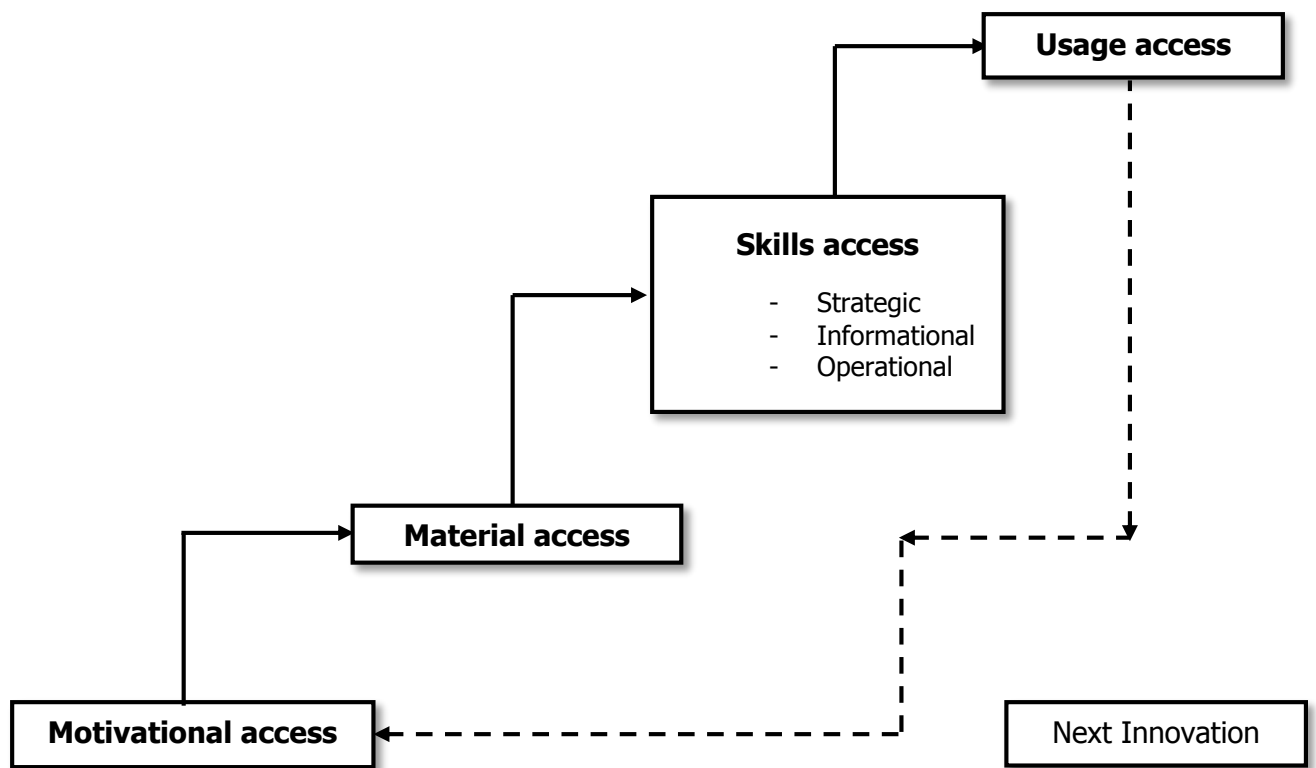 Usage access
Skills access
- Strategic
- Informational
- Operational
Material access
Motivational access
Next Innovation